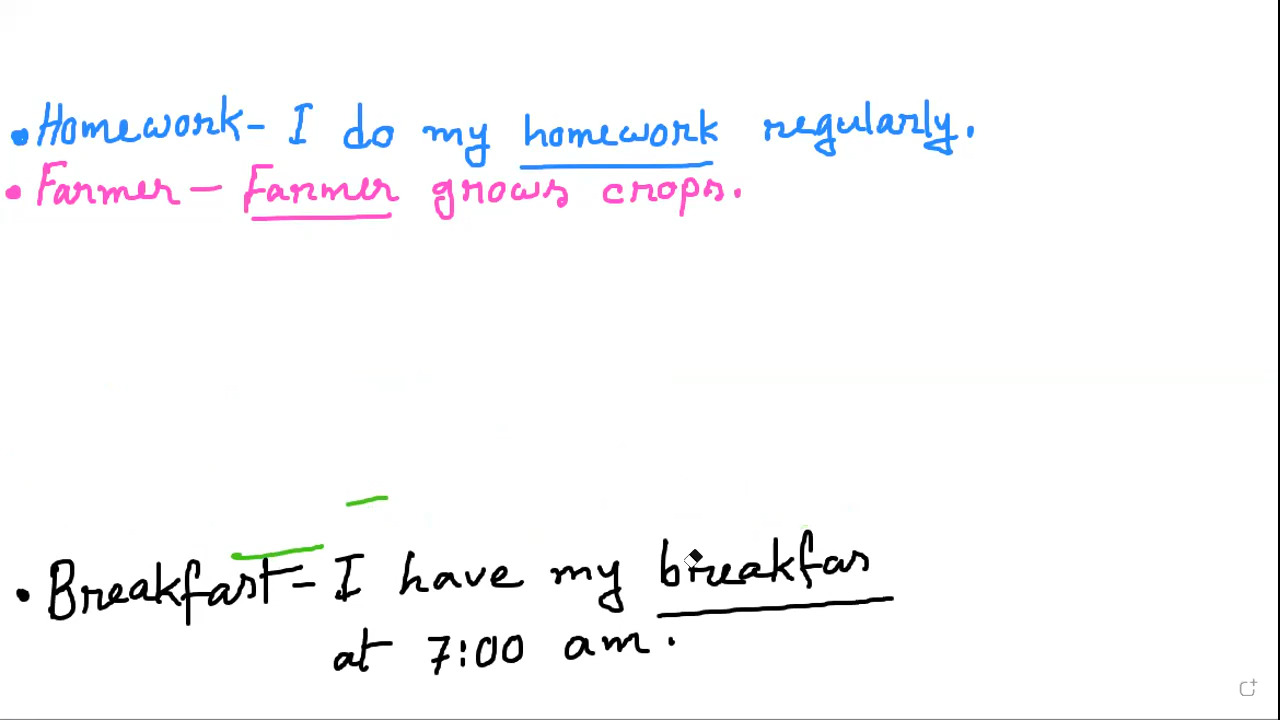 • Homework - I do my homework regularly.
• Farmer - Farmer grows crops.
• Breakfast - I have my breakfas
at 7:00 am.